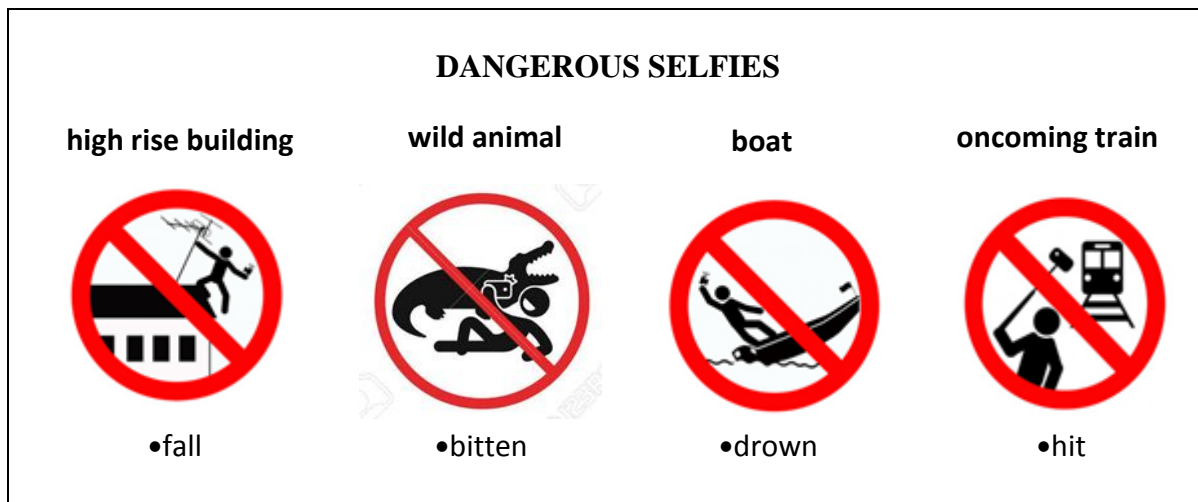 DANGEROUS SELFIES
high rise building
wild animal
boat
oncoming train
•fall
•bitten
•drown
•hit